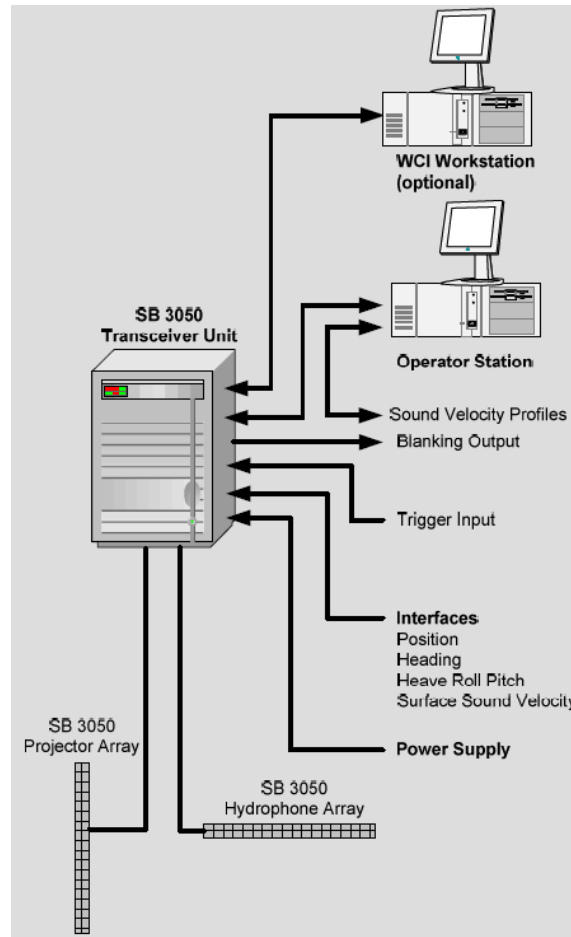 WCI Workstation
(optional)
SB 3050
Transceiver Unit
Operator Station
Sound Velocity Profiles
Blanking Output
Trigger Input
Interfaces
Position
Heading
Heave Roll Pitch
Surface Sound Velocity
Power Supply
SB 3050
Projector Array
SB 3050
Hydrophone Array